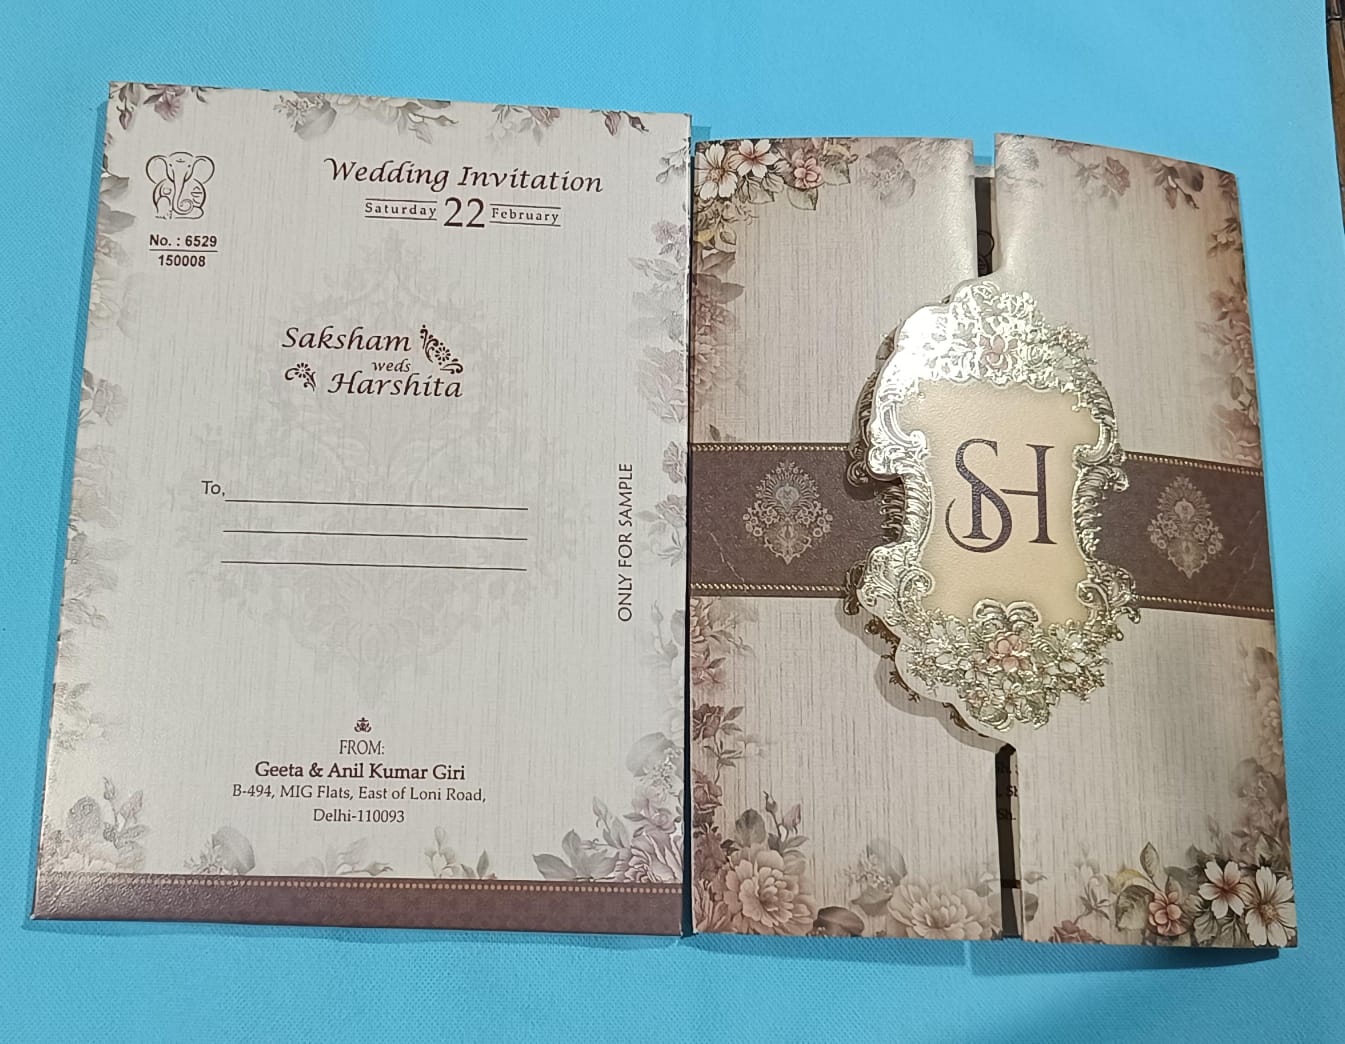 Wedding Invitation
Saturday 22 February
No. : 6529
150008
Saksham
weds
Harshita
To,
ONLY FOR SAMPLE
FROM:
Geeta & Anil Kumar Giri
B-494, MIG Flats, East of Loni Road,
Delhi-110093
SH